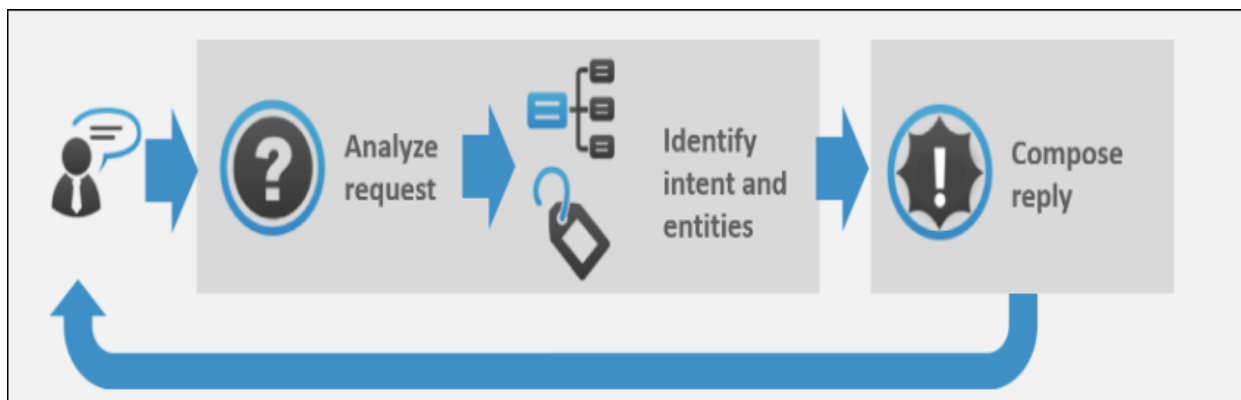 ?
Analyze
request
Identify
intent and
entities
!
Compose
reply